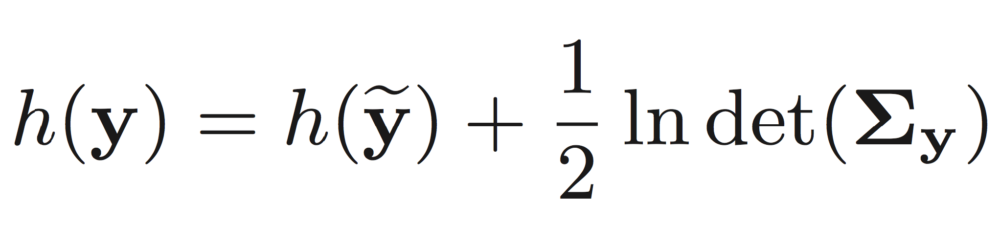 h(𝐲) = h(𝐲̃) + 1/2 ln det(𝚺_𝐲)